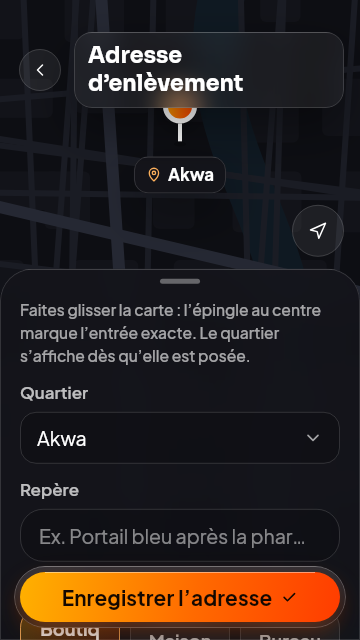 Adresse
d’enlèvement
Akwa
Faites glisser la carte : l’épingle au centre
marque l’entrée exacte. Le quartier
s’affiche dès qu’elle est posée.
Quartier
Akwa
Repère
Ex. Portail bleu après la phar…
Enregistrer l’adresse